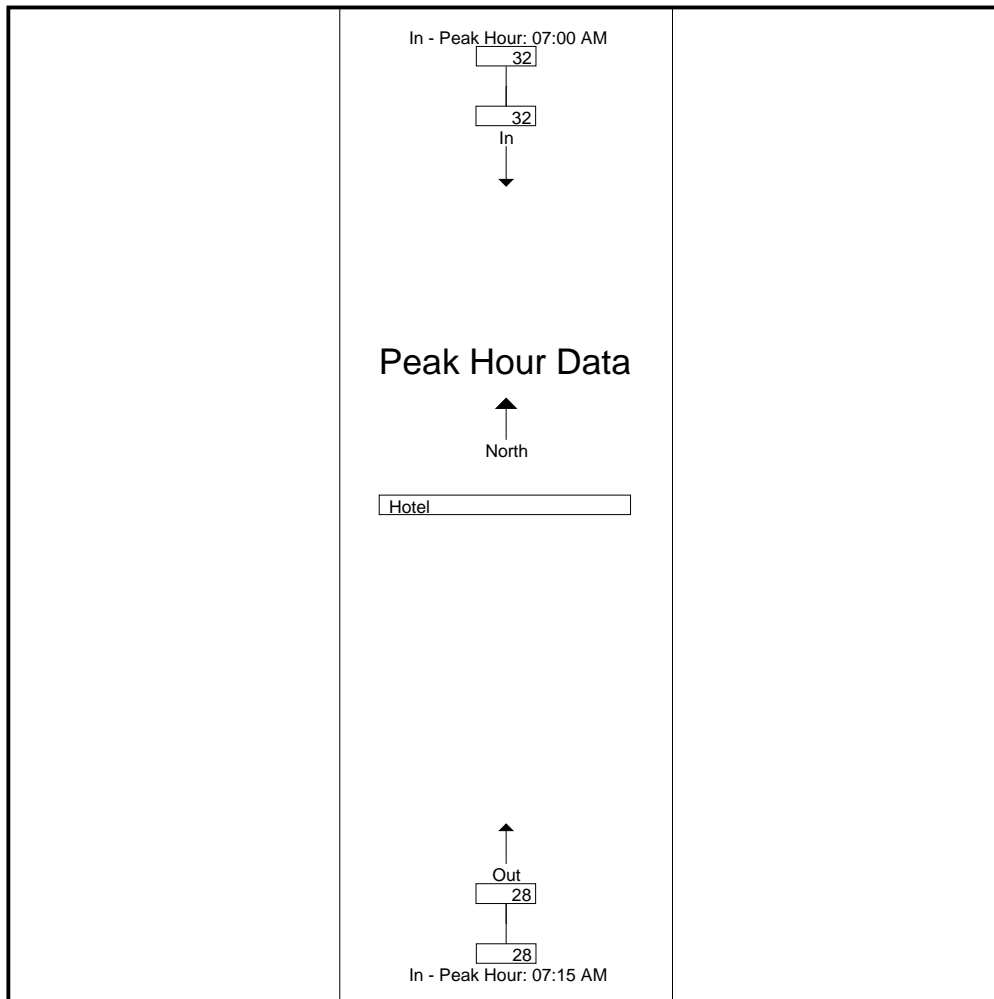 In - Peak Hour: 07:00 AM
32
32
In
Peak Hour Data
North
Hotel
Out
28
28
In - Peak Hour: 07:15 AM